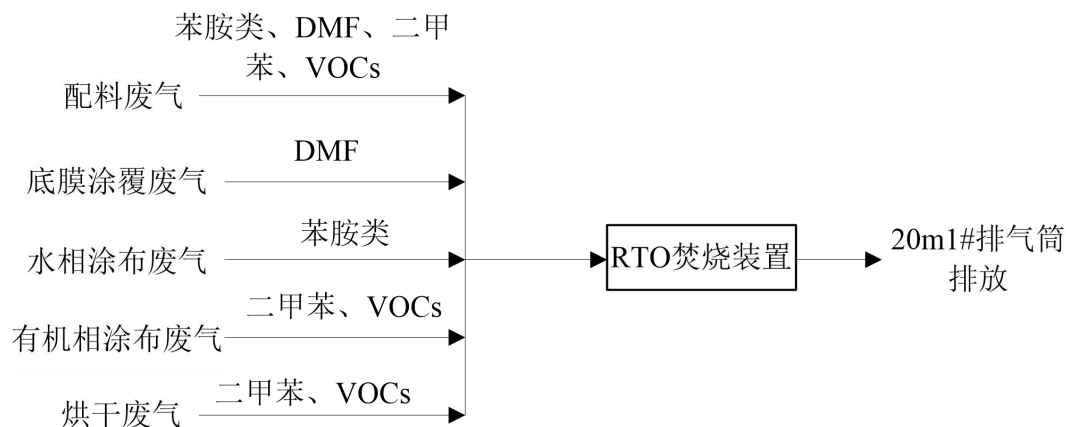 苯胺类、DMF、二甲
苯、VOCs
配料废气
DMF
底膜涂覆废气
苯胺类
水相涂布废气
RTO焚烧装置
20m1#排气筒
排放
二甲苯、VOCs
有机相涂布废气
二甲苯、VOCs
烘干废气